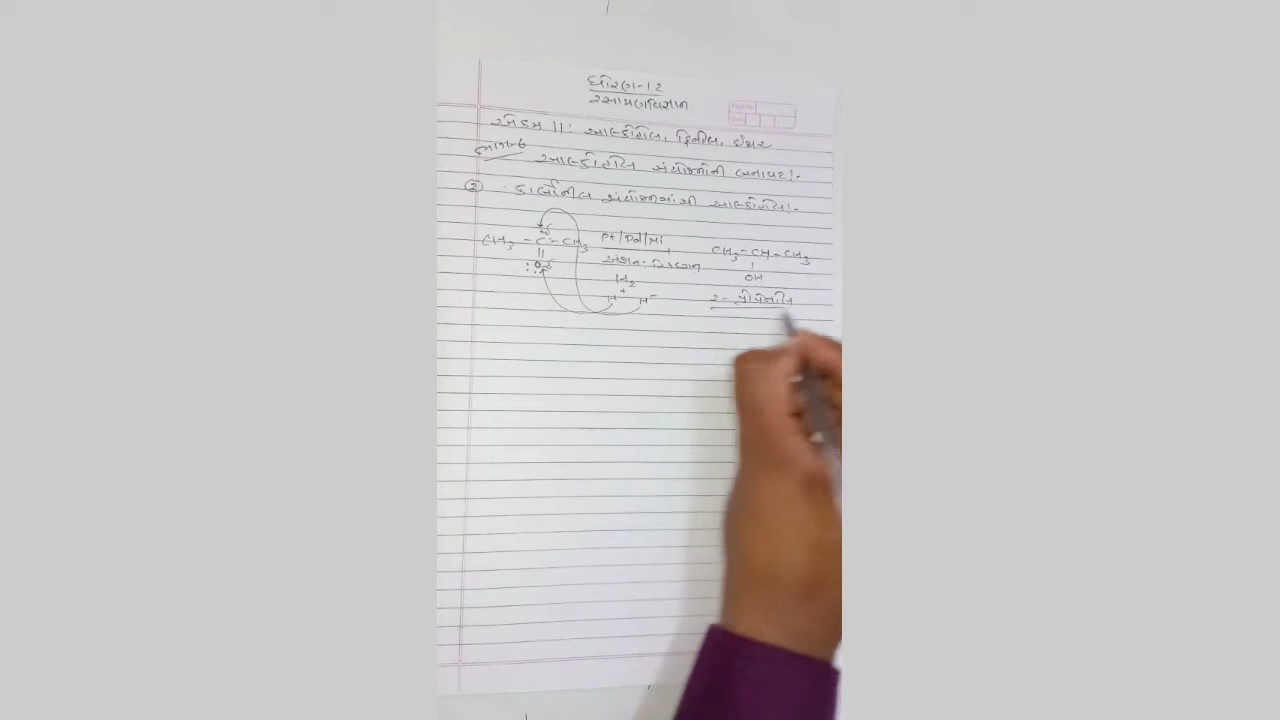 ધોરણ-12
રસાયણવિજ્ઞાન
એકમ 11: આલ્કોહોલ, ફિનોલ, ઈથર
ભાગ-6
આલ્કોહોલ સંયોજનોની બનાવટ:-
② કાર્બોનીલ સંયોજનમાંથી આલ્કોહોલ:-
CH₃ - C - CH₃ Pt/Pd/Ni CH₃-CH-CH₃
|| OH
:O
H₂
H⁺ H⁻
2-પ્રોપેનોલ